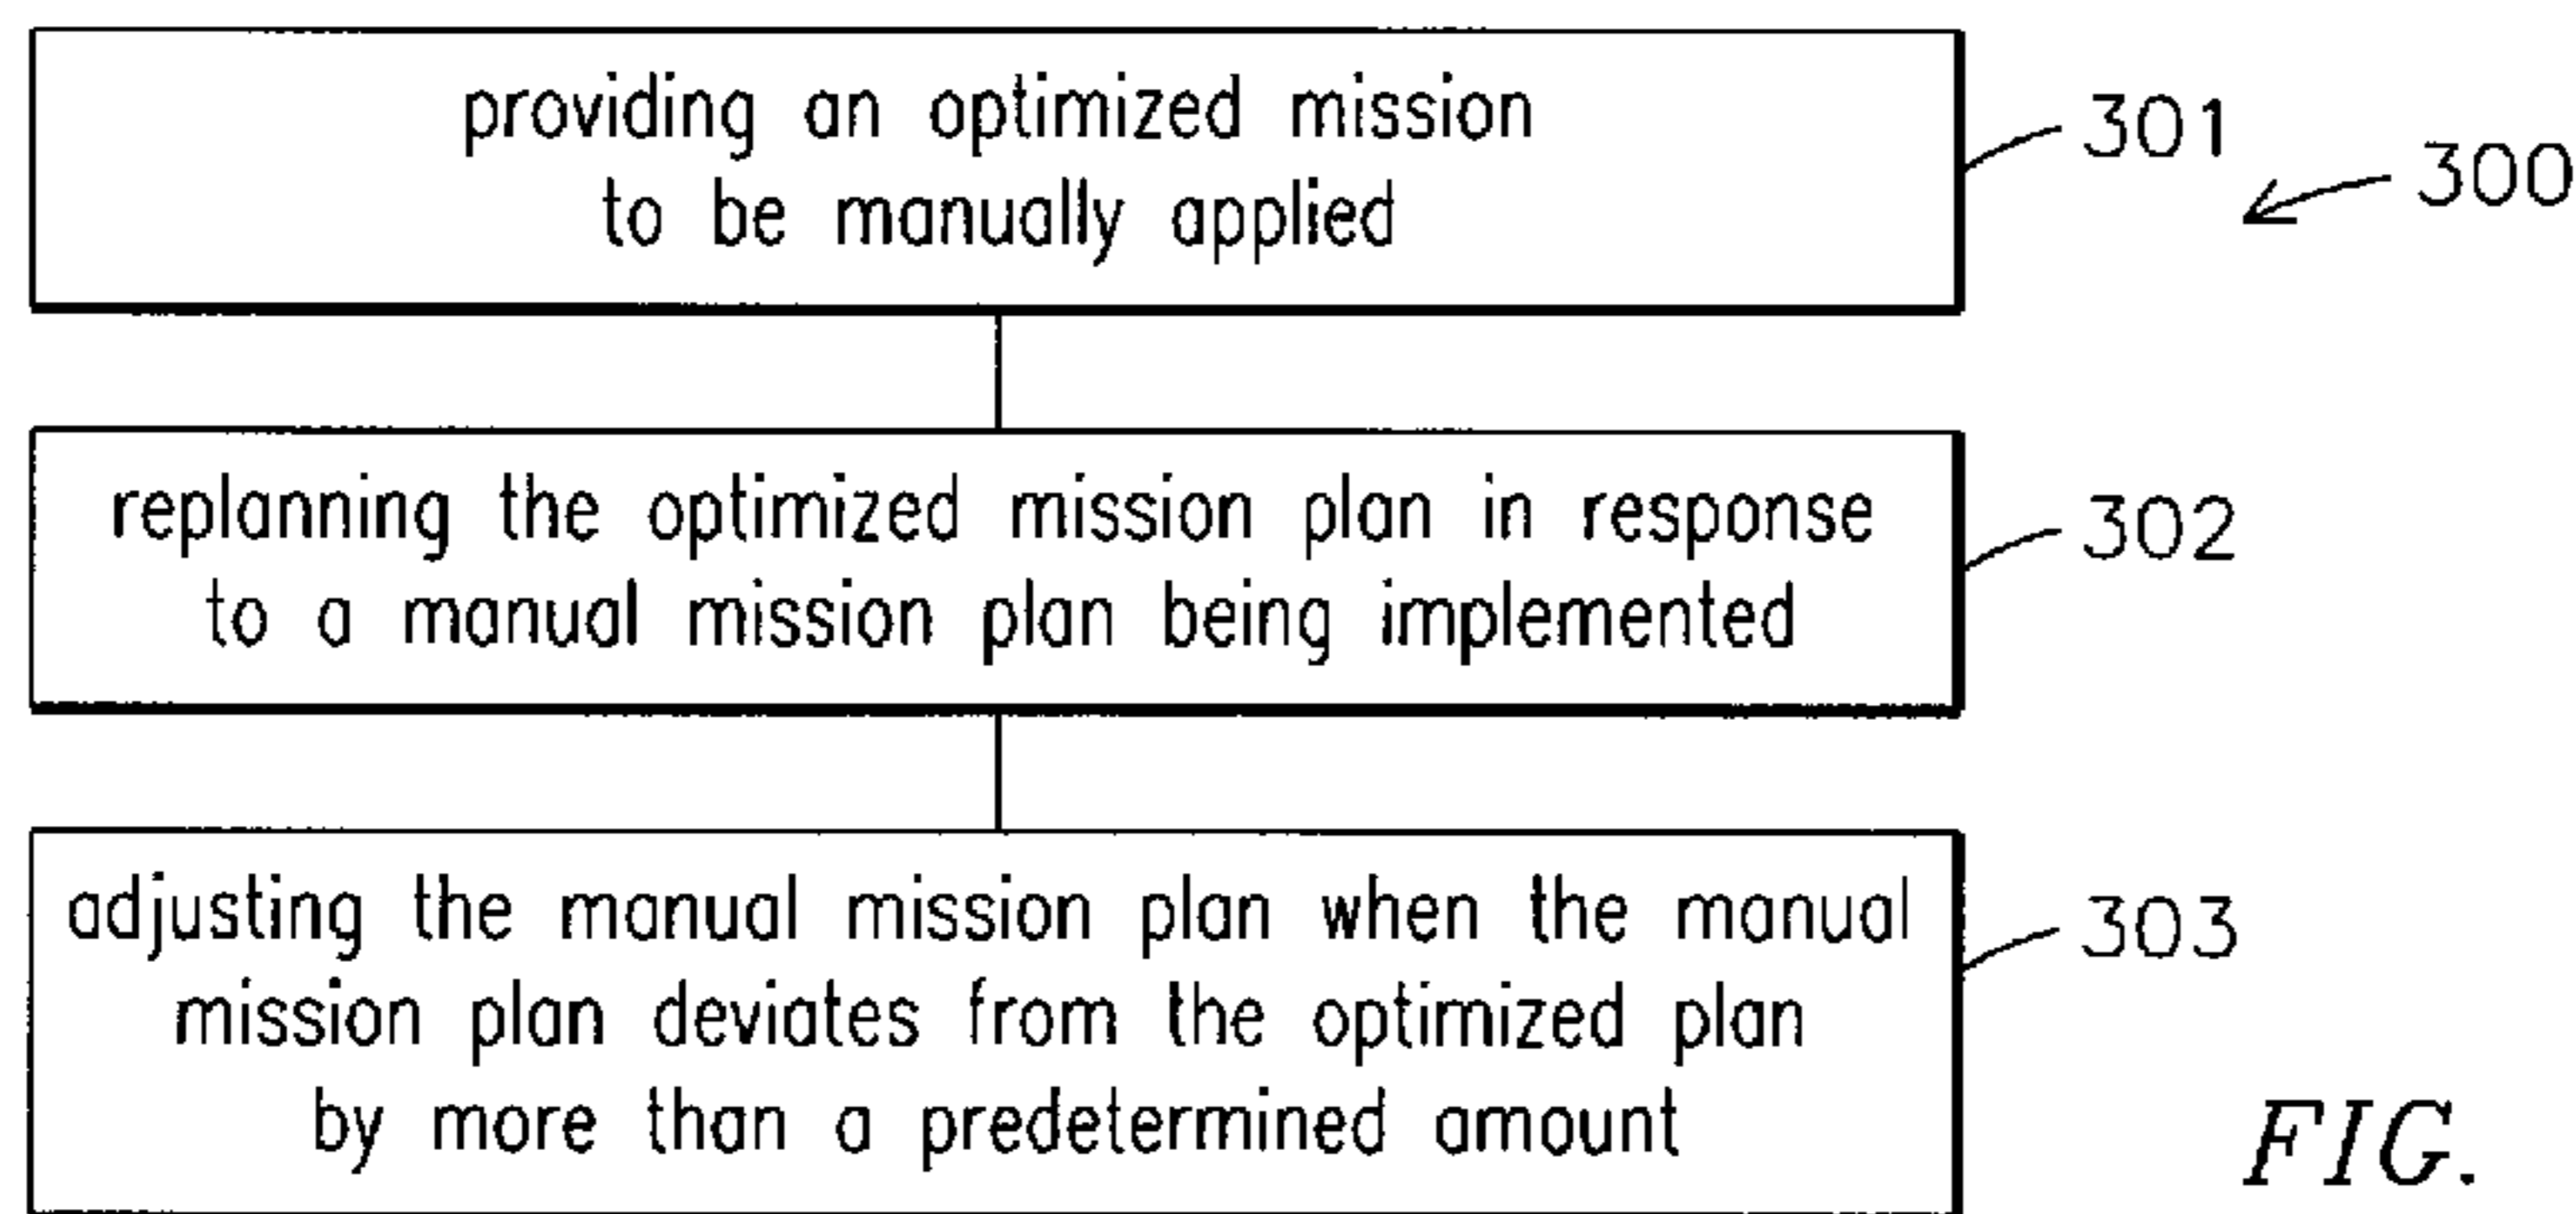 providing an optimized mission
to be manually applied
301
300
replanning the optimized mission plan in response
to a manual mission plan being implemented
302
adjusting the manual mission plan when the manual
mission plan deviates from the optimized plan
by more than a predetermined amount
303
FIG.